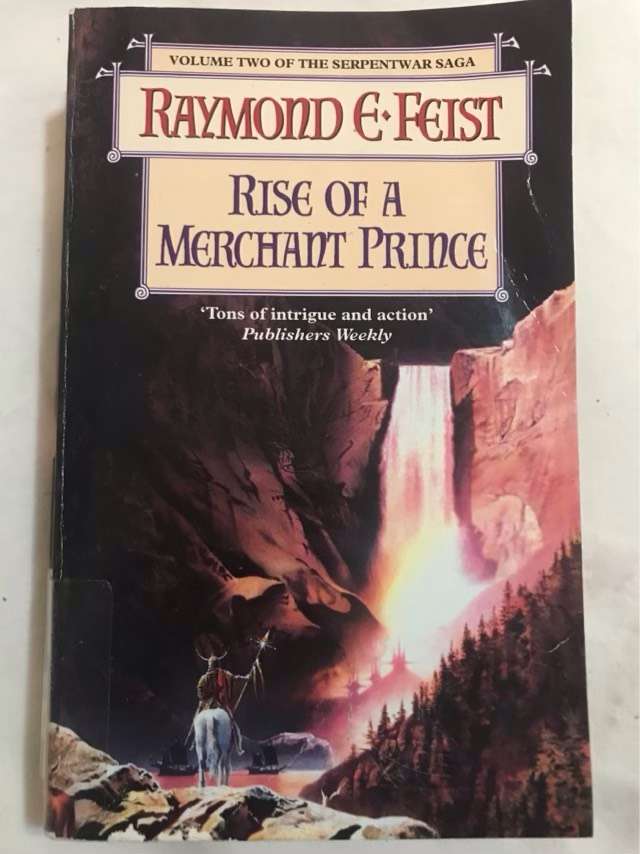 VOLUME TWO OF THE SERPENTWAR SAGA
RAYMOND E·FEIST
RISE OF A
MERCHANT PRINCE
‘Tons of intrigue and action’
Publishers Weekly